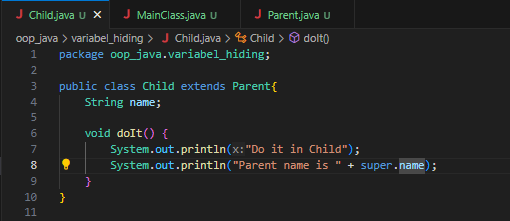 Child.java U
MainClass.java U
Parent.java U
oop_java > variabel_hiding > Child.java > Child > doIt()
1 package oop_java.variabel_hiding;
2
3 public class Child extends Parent{
4 String name;
5
6 void doIt() {
7 System.out.println(x:"Do it in Child");
8 System.out.println("Parent name is " + super.name);
9 }
10 }
11